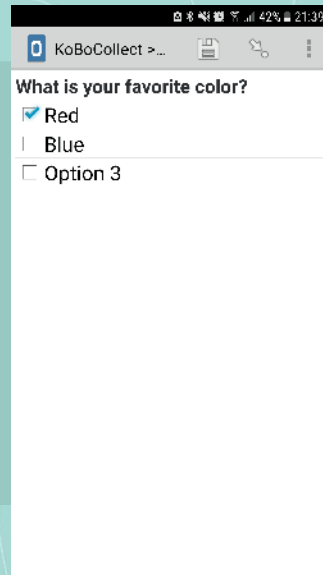 42% 21:39
KoBoCollect >...
What is your favorite color?
Red
Blue
Option 3